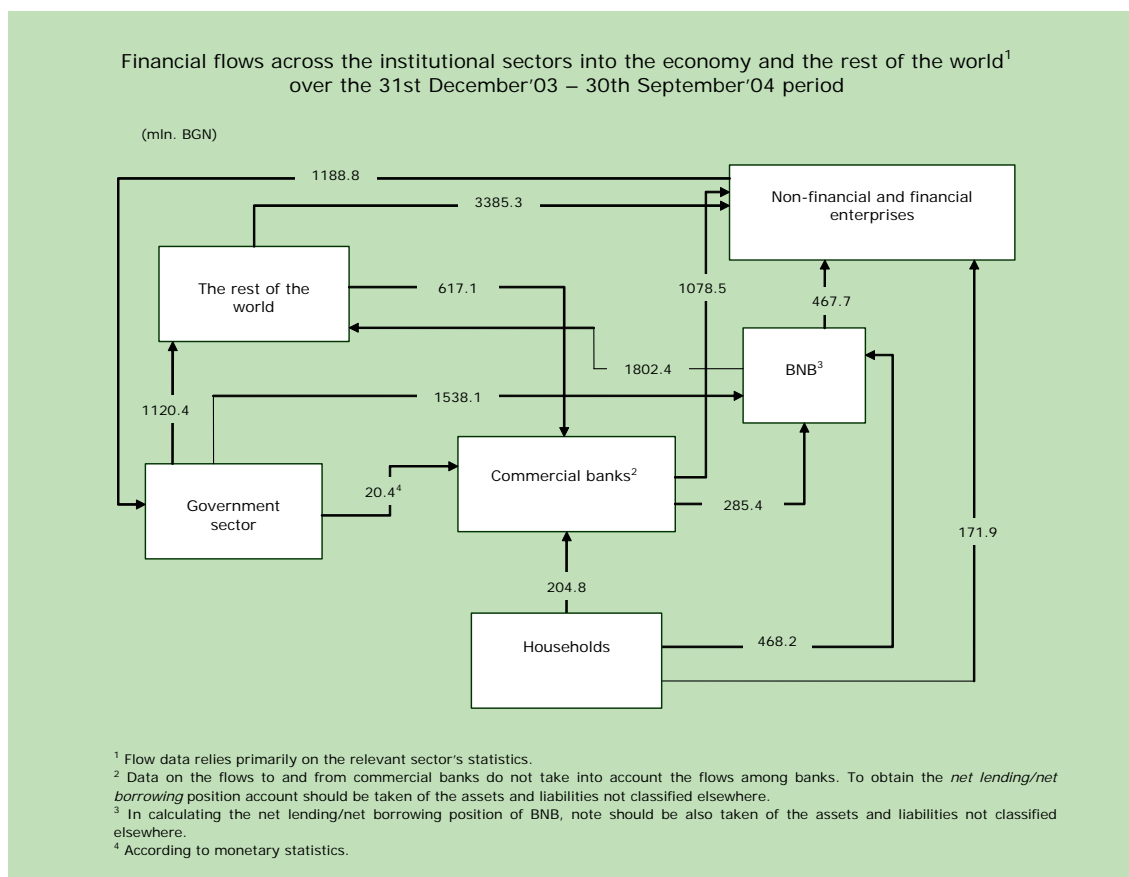 Financial flows across the institutional sectors into the economy and the rest of the world¹
over the 31st December'03 – 30th September'04 period
(mln. BGN)
1188.8
3385.3
Non-financial and financial
enterprises
The rest of the
world
617.1
1078.5
467.7
1802.4
BNB³
1120.4
1538.1
Commercial banks²
Government
sector
20.4⁴
285.4
171.9
204.8
Households
468.2
¹ Flow data relies primarily on the relevant sector's statistics.
² Data on the flows to and from commercial banks do not take into account the flows among banks. To obtain the net lending/net
borrowing position account should be taken of the assets and liabilities not classified elsewhere.
³ In calculating the net lending/net borrowing position of BNB, note should be also taken of the assets and liabilities not classified
elsewhere.
⁴ According to monetary statistics.